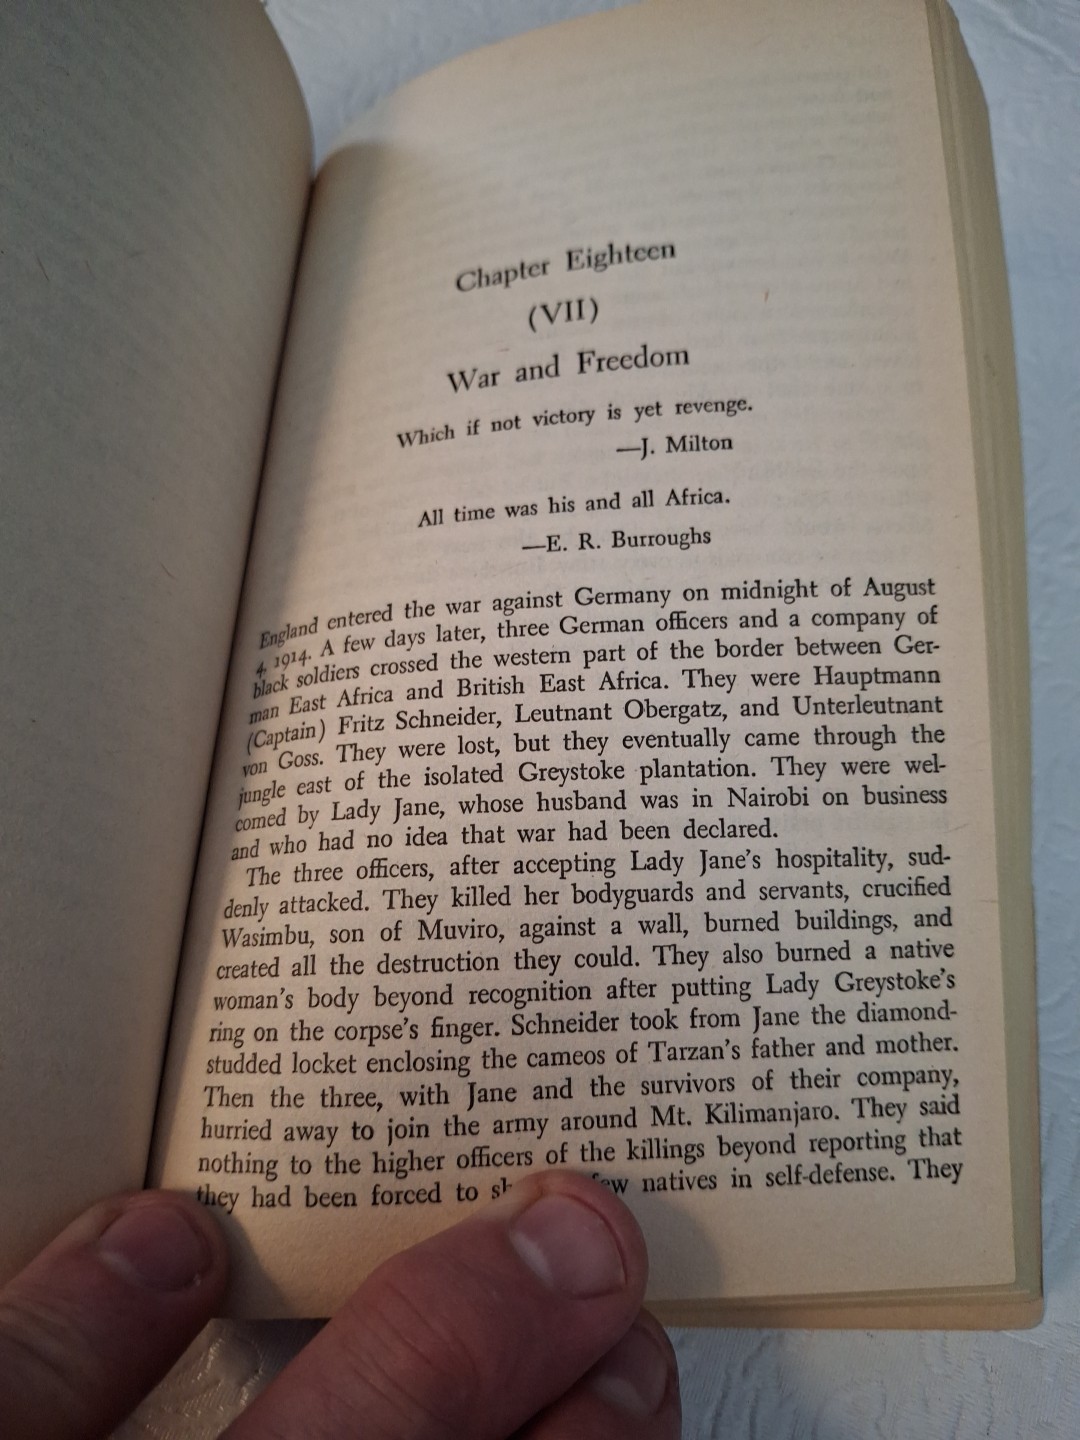 Chapter Eighteen
(VII)
War and Freedom
Which if not victory is yet revenge.
—J. Milton
All time was his and all Africa.
—E. R. Burroughs
England entered the war against Germany on midnight of August
4, 1914. A few days later, three German officers and a company of
black soldiers crossed the western part of the border between Ger-
man East Africa and British East Africa. They were Hauptmann
(Captain) Fritz Schneider, Leutnant Obergatz, and Unterleutnant
von Goss. They were lost, but they eventually came through the
jungle east of the isolated Greystoke plantation. They were wel-
comed by Lady Jane, whose husband was in Nairobi on business
and who had no idea that war had been declared.
The three officers, after accepting Lady Jane's hospitality, sud-
denly attacked. They killed her bodyguards and servants, crucified
Wasimbu, son of Muviro, against a wall, burned buildings, and
created all the destruction they could. They also burned a native
woman's body beyond recognition after putting Lady Greystoke's
ring on the corpse's finger. Schneider took from Jane the diamond-
studded locket enclosing the cameos of Tarzan's father and mother.
Then the three, with Jane and the survivors of their company,
hurried away to join the army around Mt. Kilimanjaro. They said
nothing to the higher officers of the killings beyond reporting that
they had been forced to natives in self-defense. They